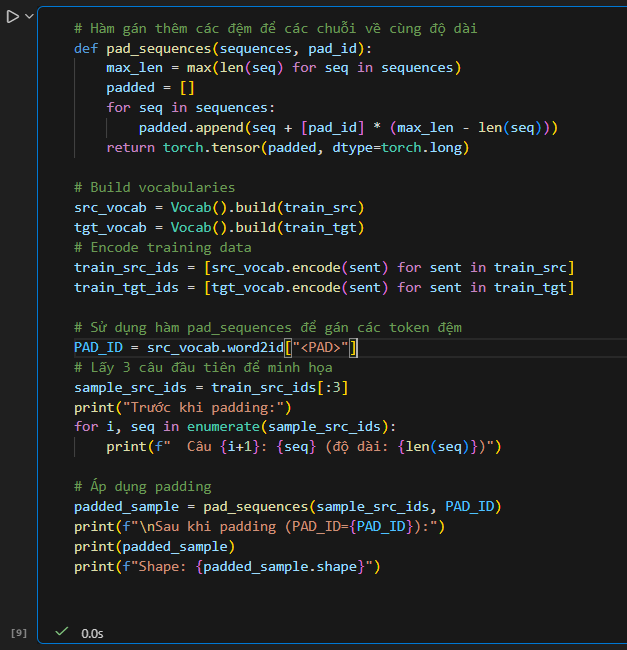 # Hàm gán thêm các đệm để các chuỗi về cùng độ dài
def pad_sequences(sequences, pad_id):
    max_len = max(len(seq) for seq in sequences)
    padded = []
    for seq in sequences:
        padded.append(seq + [pad_id] * (max_len - len(seq)))
    return torch.tensor(padded, dtype=torch.long)

# Build vocabularies
src_vocab = Vocab().build(train_src)
tgt_vocab = Vocab().build(train_tgt)
# Encode training data
train_src_ids = [src_vocab.encode(sent) for sent in train_src]
train_tgt_ids = [tgt_vocab.encode(sent) for sent in train_tgt]

# Sử dụng hàm pad_sequences để gán các token đệm
PAD_ID = src_vocab.word2id["<PAD>"]
# Lấy 3 câu đầu tiên để minh họa
sample_src_ids = train_src_ids[:3]
print("Trước khi padding:")
for i, seq in enumerate(sample_src_ids):
    print(f"  Câu {i+1}: {seq} (độ dài: {len(seq)})")

# Áp dụng padding
padded_sample = pad_sequences(sample_src_ids, PAD_ID)
print(f"\nSau khi padding (PAD_ID={PAD_ID}):")
print(padded_sample)
print(f"Shape: {padded_sample.shape}")
[9] 0.0s